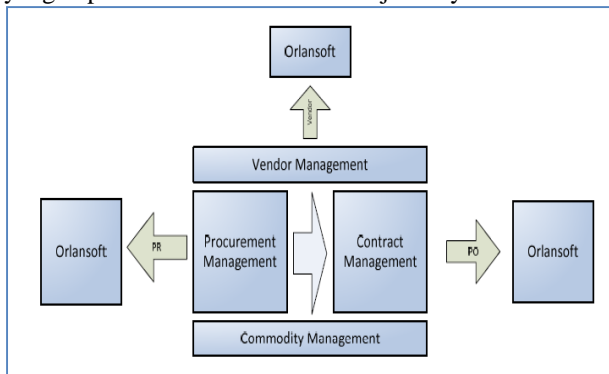 Orlansoft
Vendor
Vendor Management
Orlansoft
PR
Procurement
Management
Contract
Management
PO
Orlansoft
Commodity Management